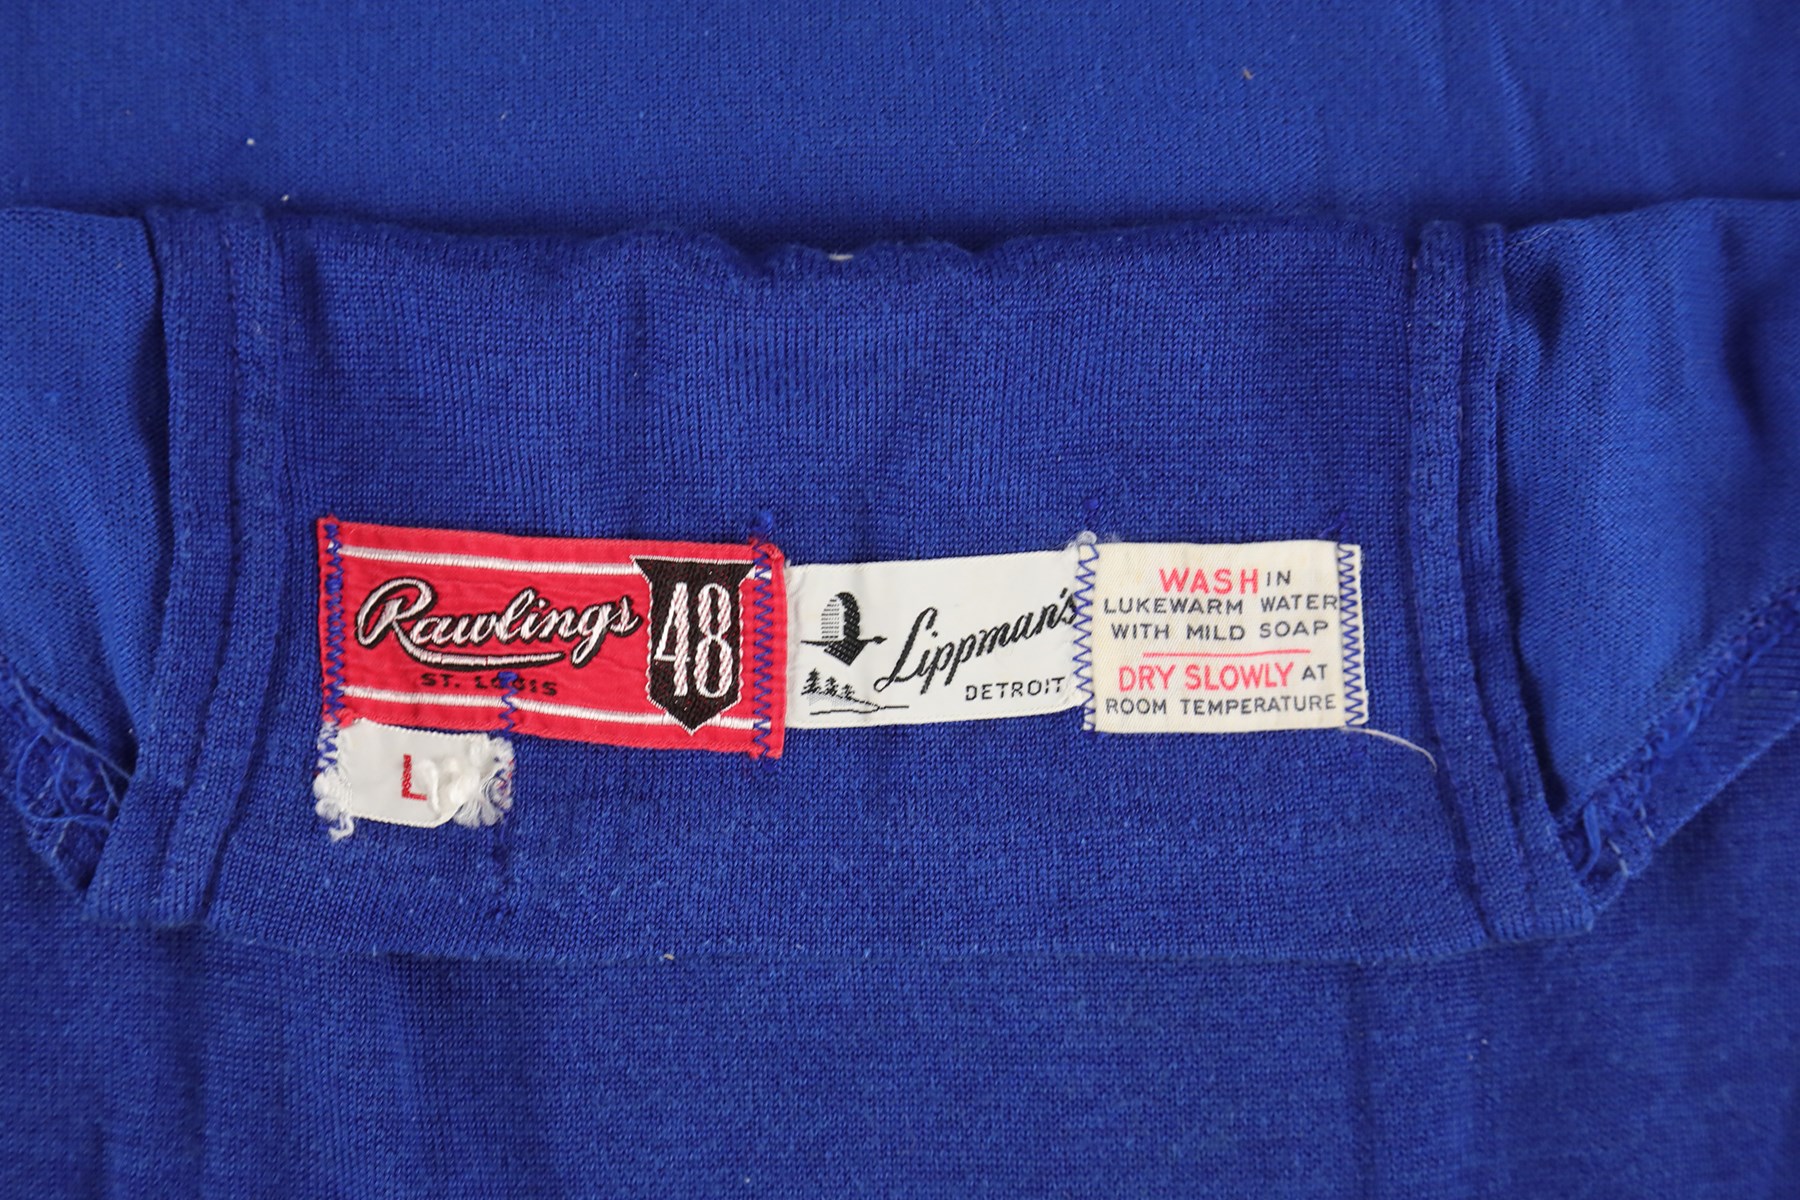 Rawlings
ST. LOUIS
48
L
Lippman's
DETROIT
WASH IN
LUKEWARM WATER
WITH MILD SOAP
DRY SLOWLY AT
ROOM TEMPERATURE